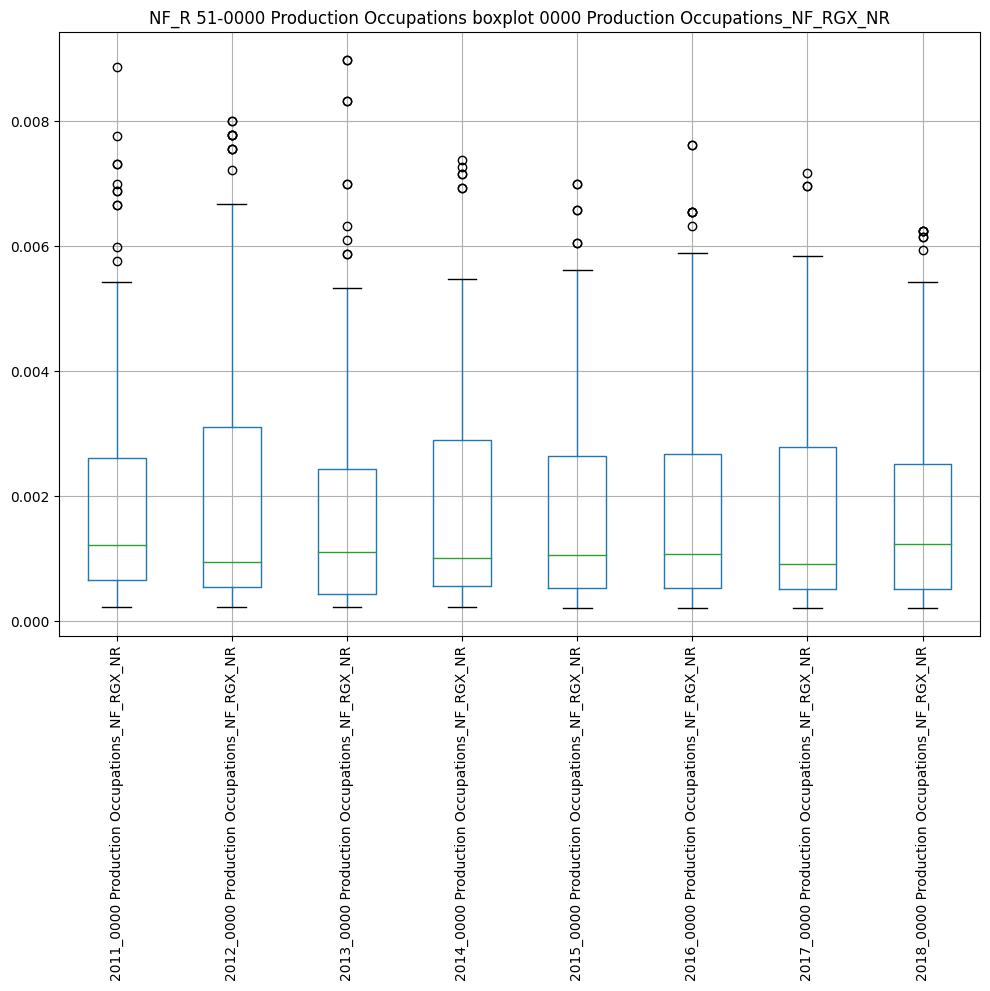 NF_R 51-0000 Production Occupations boxplot 0000 Production Occupations_NF_RGX_NR
0.008
0.006
0.004
0.002
0.000
2011_0000 Production Occupations_NF_RGX_NR
2012_0000 Production Occupations_NF_RGX_NR
2013_0000 Production Occupations_NF_RGX_NR
2014_0000 Production Occupations_NF_RGX_NR
2015_0000 Production Occupations_NF_RGX_NR
2016_0000 Production Occupations_NF_RGX_NR
2017_0000 Production Occupations_NF_RGX_NR
2018_0000 Production Occupations_NF_RGX_NR